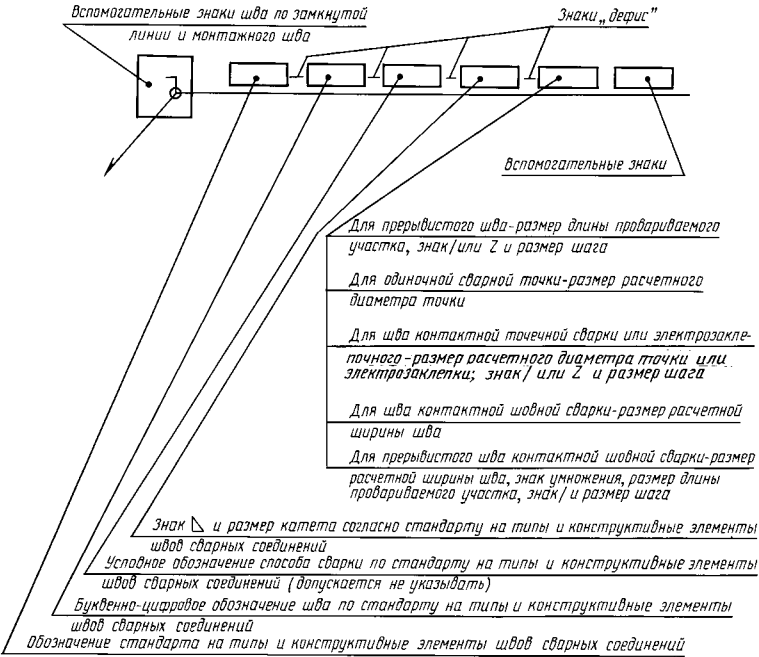 Вспомогательные знаки шва по замкнутой
линии и монтажного шва
Знаки „дефис”
Вспомогательные знаки
Для прерывистого шва-размер длины провариваемого
участка, знак/или Z и размер шага
Для одиночной сварной точки-размер расчетного
диаметра точки
Для шва контактной точечной сварки или электрозакле-
почного-размер расчетного диаметра точки или
электрозаклепки; знак/ или Z и размер шага
Для шва контактной шовной сварки-размер расчетной
ширины шва
Для прерывистого шва контактной шовной сварки-размер
расчетной ширины шва, знак умножения, размер длины
провариваемого участка, знак/ и размер шага
Знак ◺ и размер катета согласно стандарту на типы и конструктивные элементы
швов сварных соединений
Условное обозначение способа сварки по стандарту на типы и конструктивные элементы
швов сварных соединений (допускается не указывать)
Буквенно-цифровое обозначение шва по стандарту на типы и конструктивные элементы
швов сварных соединений
Обозначение стандарта на типы и конструктивные элементы швов сварных соединений